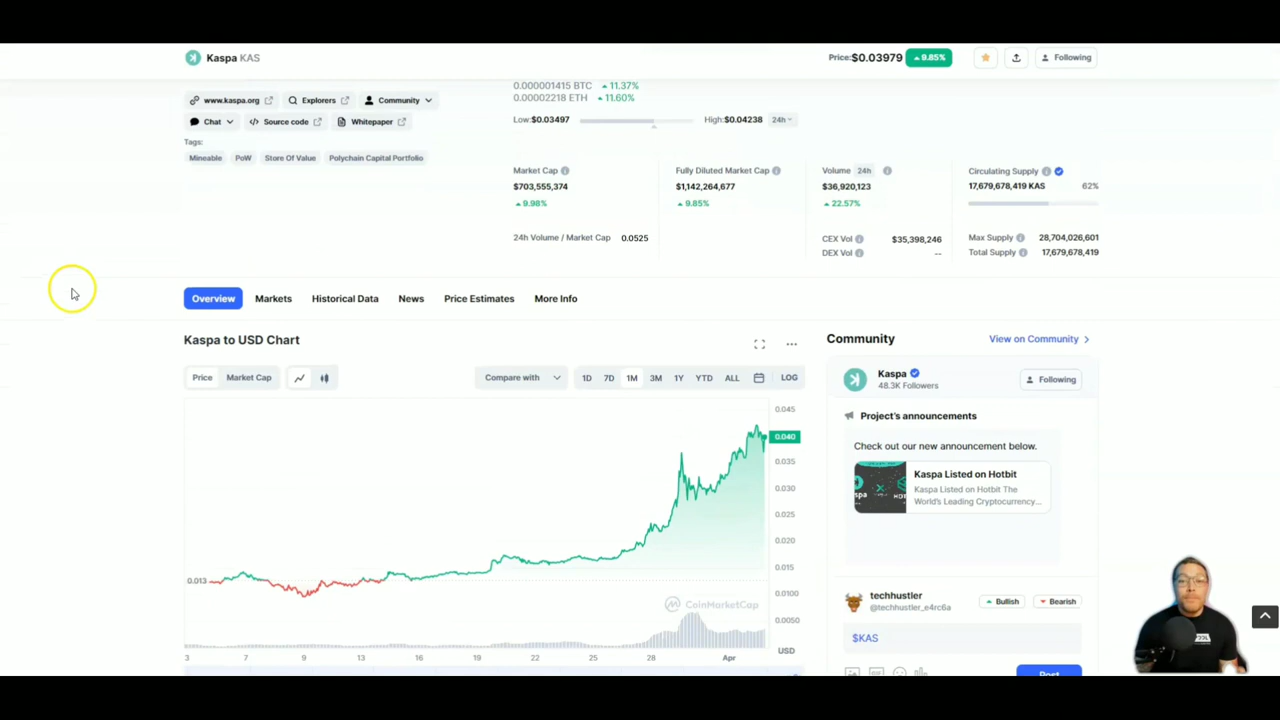 Kaspa KAS
Price:$0.03979 9.85% Following
0.000001415 BTC 11.37%
0.00002218 ETH 11.60%
www.kaspa.org Explorers Community
Low:$0.03497 High:$0.04238 24h
Chat Source code Whitepaper
Tags:
Mineable PoW Store Of Value Polychain Capital Portfolio
Market Cap Fully Diluted Market Cap Volume 24h Circulating Supply
$703,555,374 $1,142,264,677 $36,920,123 17,679,678,419 KAS 62%
9.98% 9.85% 22.57%
24h Volume / Market Cap 0.0525 CEX Vol $35,398,246 Max Supply 28,704,026,601
DEX Vol -- Total Supply 17,679,678,419
Overview Markets Historical Data News Price Estimates More Info
Kaspa to USD Chart
Price Market Cap Compare with 1D 7D 1M 3M 1Y YTD ALL LOG
0.045
0.040
0.035
0.030
0.025
0.020
0.015
0.013
0.0100
0.0050
CoinMarketCap
USD
3 7 9 13 16 19 22 25 28 Apr
Community View on Community
Kaspa
48.3K Followers
Following
Project's announcements
Check out our new announcement below.
Kaspa Listed on Hotbit
Kaspa Listed on Hotbit The
World's Leading Cryptocurrency...
techhustler
@techhustler_e4rc6a
Bullish Bearish
$KAS
Post